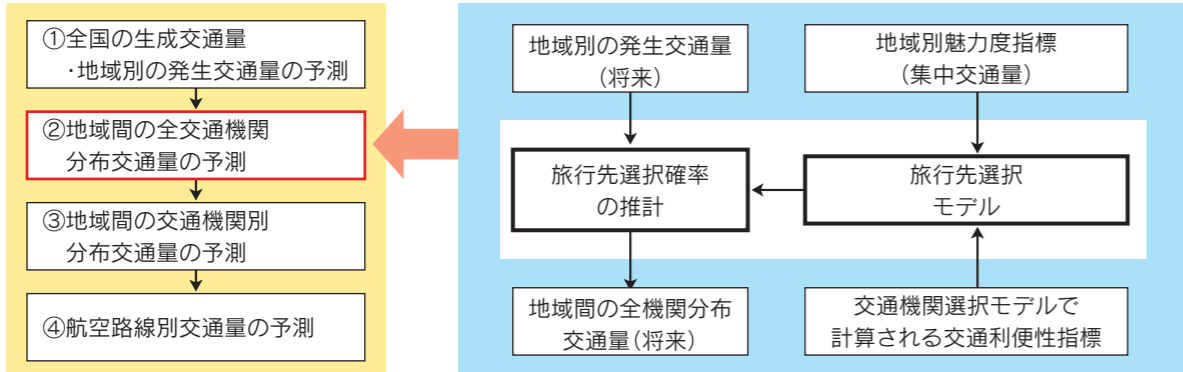 ①全国の生成交通量
・地域別の発生交通量の予測
②地域間の全交通機関
分布交通量の予測
③地域間の交通機関別
分布交通量の予測
④航空路線別交通量の予測
地域別の発生交通量
(将来)
地域別魅力度指標
(集中交通量)
旅行先選択確率
の推計
旅行先選択
モデル
地域間の全機関分布
交通量(将来)
交通機関選択モデルで
計算される交通利便性指標